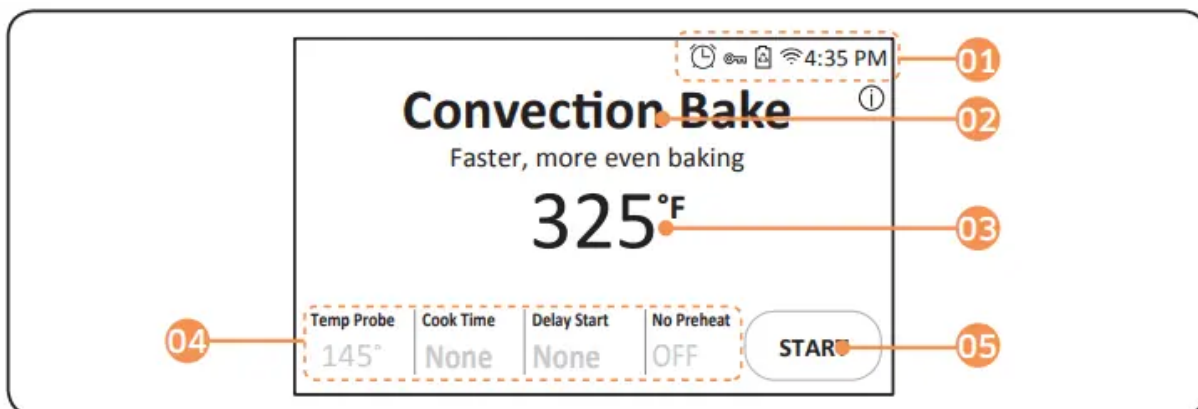 4:35 PM
01
Convection Bake
02
Faster, more even baking
325°F
03
Temp Probe Cook Time Delay Start No Preheat
145° None None OFF
04
START
05